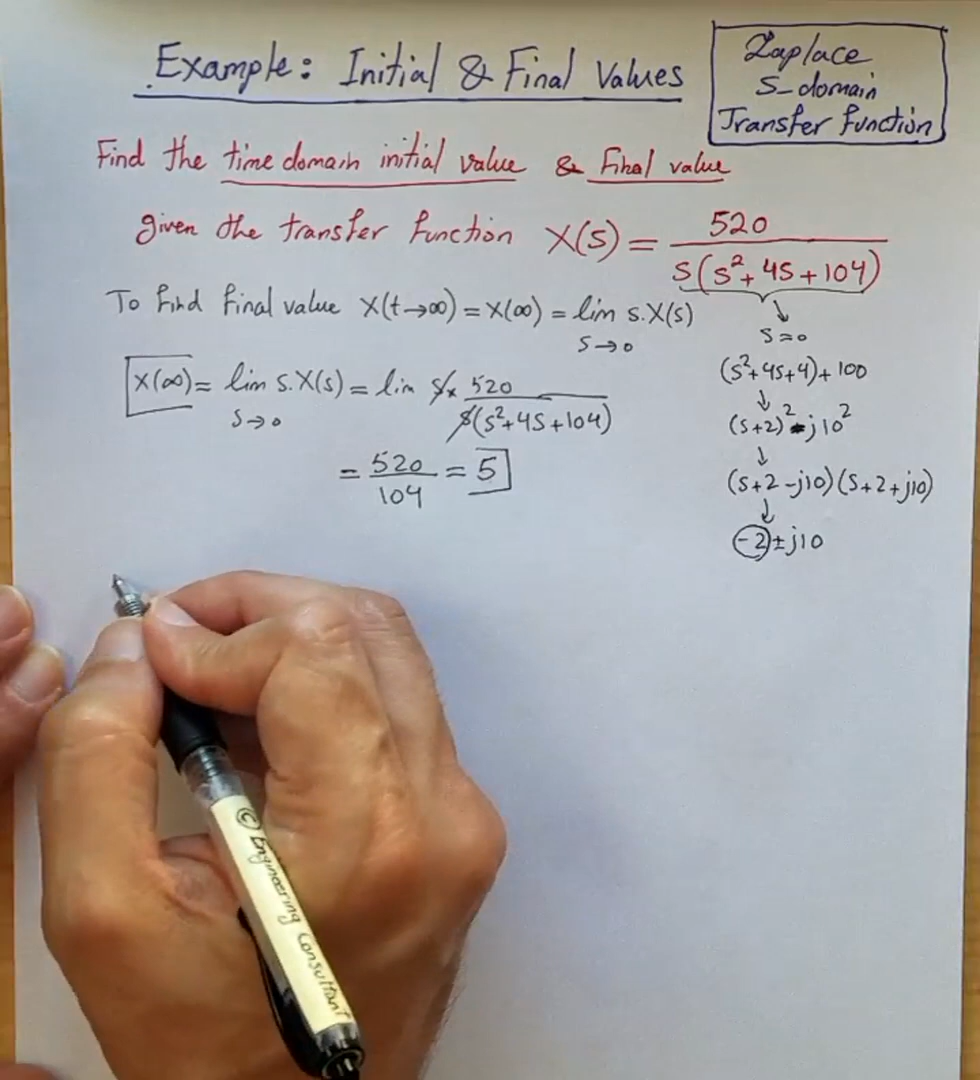 Example: Initial & Final Values
Laplace
S-domain
Transfer Function
Find the time domain initial value & Final value
given the transfer function X(S) = 520 / S(S²+4S+104)
To find final value X(t→∞) = X(∞) = lim S.X(S)
S→0
S=0
(S²+4S+4)+100
X(∞) = lim S.X(S) = lim S× 520 / S(S²+4S+104)
S→0
(S+2)² - j10²
= 520/104 = 5
(S+2-j10)(S+2+j10)
-2±j10
© Engineering Consultant